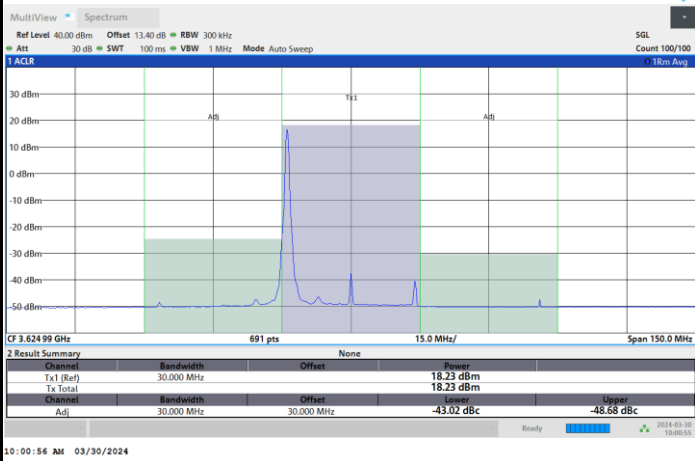 MultiView Spectrum
Ref Level 40.00 dBm Offset 13.40 dB RBW 300 kHz SGL
Att 30 dB SWT 100 ms VBW 1 MHz Mode Auto Sweep Count 100/100
1 ACLR 1Rm Avg
30 dBm
Tx1
20 dBm Adj Adj
10 dBm
0 dBm
-10 dBm
-20 dBm
-30 dBm
-40 dBm
-50 dBm
CF 3.624 99 GHz 691 pts 15.0 MHz/ Span 150.0 MHz
2 Result Summary None
Channel Bandwidth Offset Power
Tx1 (Ref) 30.000 MHz 18.23 dBm
Tx Total 18.23 dBm
Channel Bandwidth Offset Lower Upper
Adj 30.000 MHz 30.000 MHz -43.02 dBc -48.68 dBc
Ready 2024-03-30
10:00:55
10:00:56 AM 03/30/2024